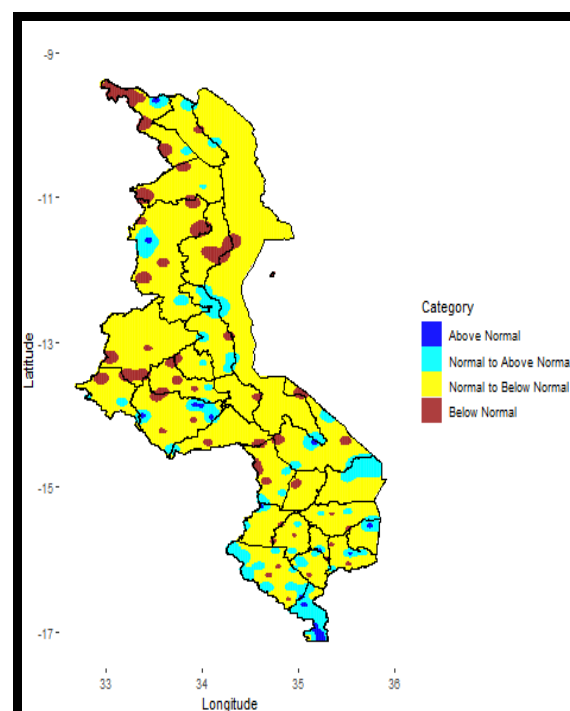 -9
-11
-13
-15
-17
Latitude
33
34
35
36
Longitude
Category
Above Normal
Normal to Above Norma
Normal to Below Normal
Below Normal